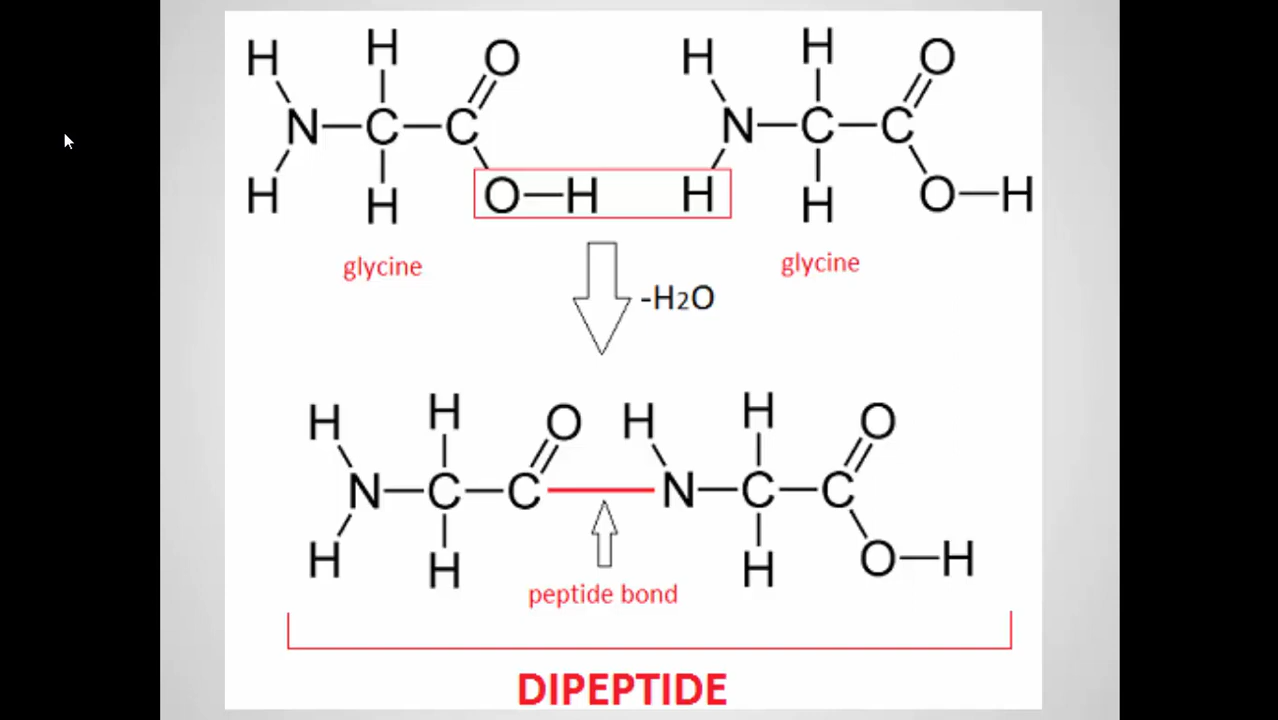 H H O H H O
N C C N C C
H H O H H H O H
glycine glycine
-H2O
H H O H H O
N C C N C C
H H H O H
peptide bond
DIPEPTIDE